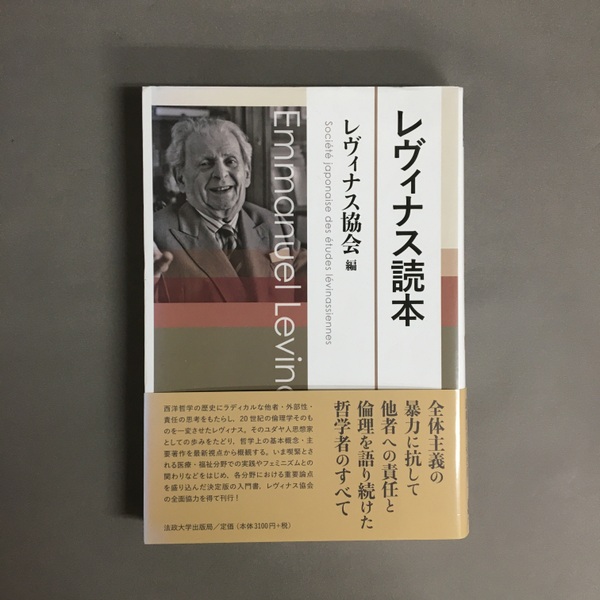 レヴィナス読本
レヴィナス協会 編
Société japonaise des études lévinassiennes
Emmanuel Levina
全体主義の
暴力に抗して
他者への責任と
倫理を語り続けた
哲学者のすべて
西洋哲学の歴史にラディカルな他者・外部性・
責任の思考をもたらし、20世紀の倫理学そのも
のを一変させたレヴィナス。そのユダヤ人思想家
としての歩みをたどり、哲学上の基本概念・主
要著作を最新視点から概観する。いま喫緊とさ
れる医療・福祉分野での実践やフェミニズムとの
関わりなどをはじめ、各分野における重要論点
を盛り込んだ決定版の入門書、レヴィナス協会
の全面協力を得て刊行！
法政大学出版局／定価（本体3100円＋税）